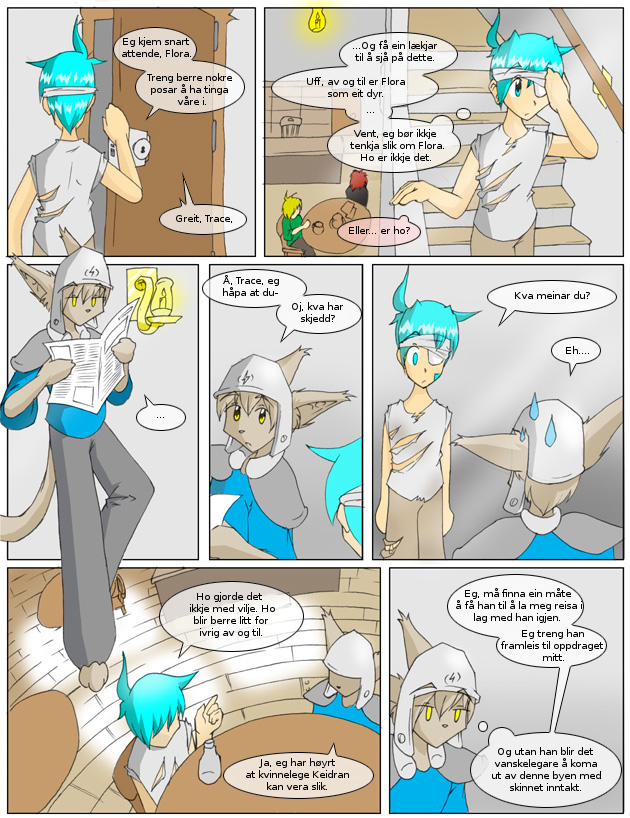 Eg kjem snart
attende, Flora.
Treng berre nokre
posar å ha tinga
våre i.
Greit, Trace,
...Og få ein lækjar
til å sjå på dette.
Uff, av og til er Flora
som eit dyr.
...
Vent, eg bør ikkje
tenkja slik om Flora.
Ho er ikkje det.
Eller... er ho?
...
Å, Trace, eg
håpa at du-
Oj, kva har
skjedd?
Kva meinar du?
Eh....
Ho gjorde det
ikkje med vilje. Ho
blir berre litt for
ivrig av og til.
Ja, eg har høyrt
at kvinnelege Keidran
kan vera slik.
Eg, må finna ein måte
å få han til å la meg reisa i
lag med han igjen.
Eg treng han
framleis til oppdraget
mitt.
Og utan han blir det
vanskelegare å koma
ut av denne byen med
skinnet inntakt.